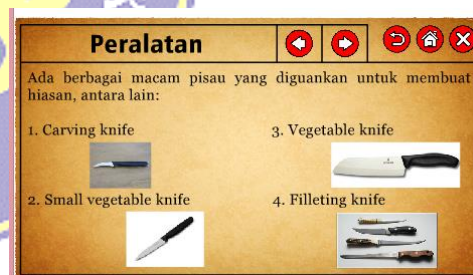 Peralatan
Ada berbagai macam pisau yang diguankan untuk membuat
hiasan, antara lain:
1. Carving knife
3. Vegetable knife
2. Small vegetable knife
4. Filleting knife